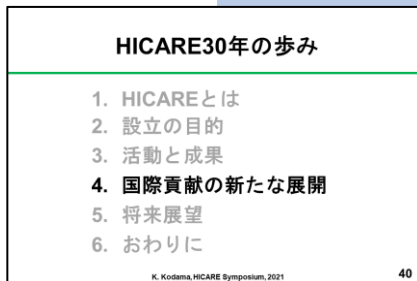 HICARE30年の歩み
1. HICAREとは
2. 設立の目的
3. 活動と成果
4. 国際貢献の新たな展開
5. 将来展望
6. おわりに
K. Kodama, HICARE Symposium, 2021
40